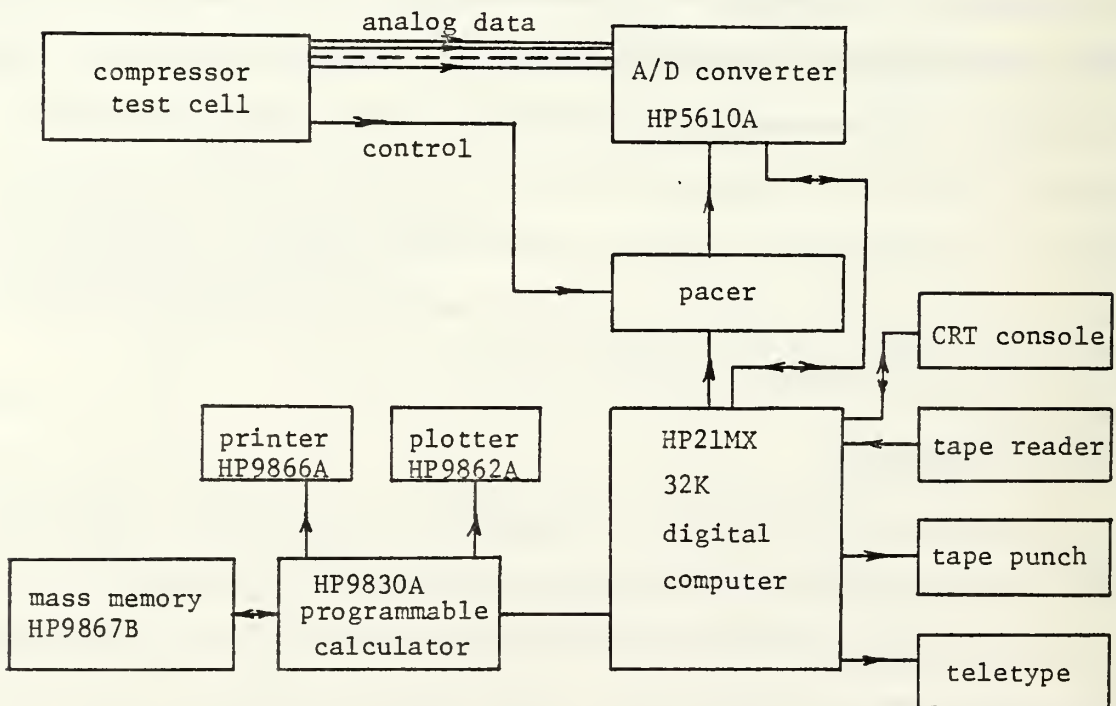 analog data
compressor
test cell
A/D converter
HP5610A
control
pacer
CRT console
printer
HP9866A
plotter
HP9862A
HP21MX
32K
digital
computer
tape reader
tape punch
mass memory
HP9867B
HP9830A
programmable
calculator
teletype